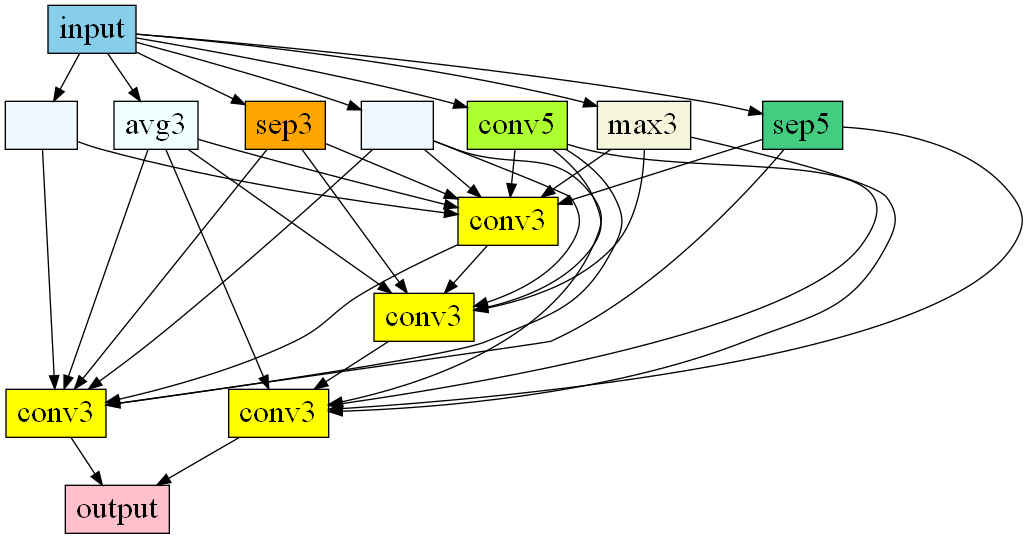 input
avg3
sep3
conv5
max3
sep5
conv3
conv3
conv3
conv3
output